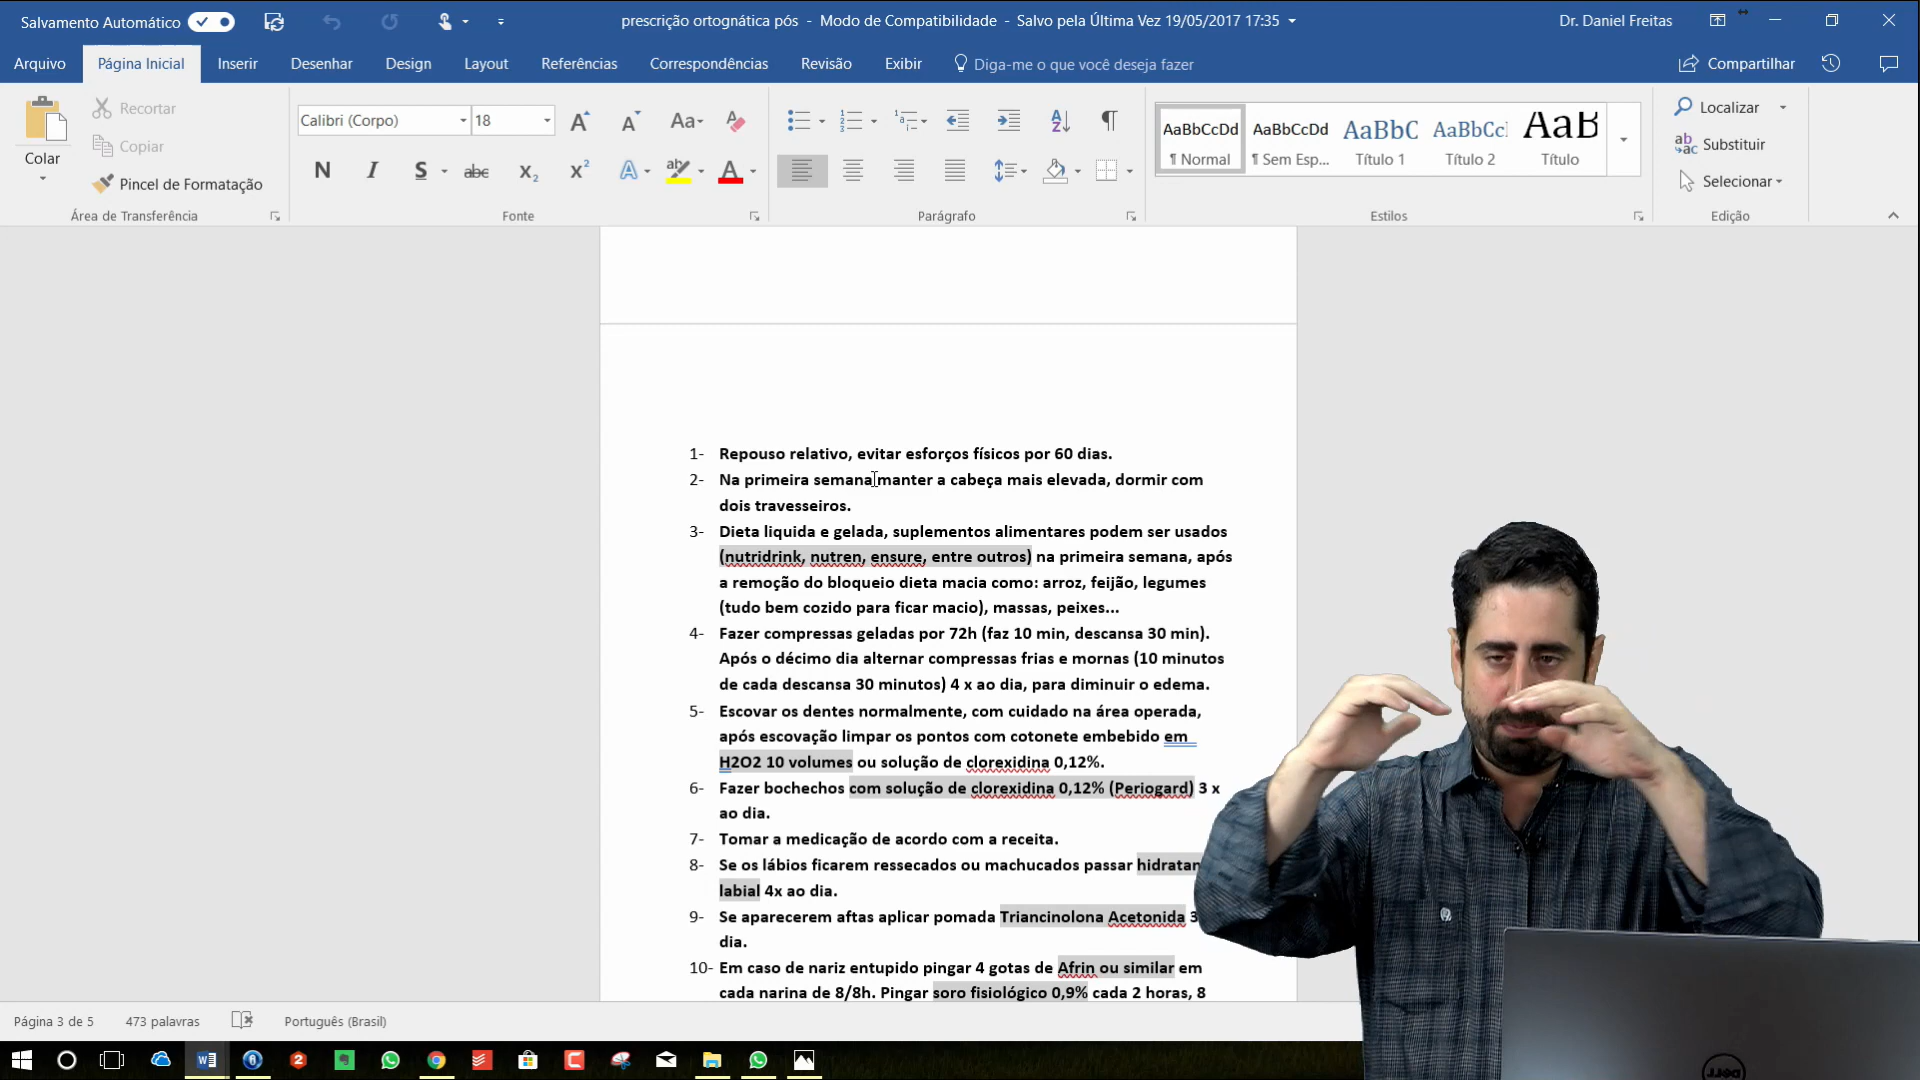 Salvamento Automático
prescrição ortognática pós - Modo de Compatibilidade - Salvo pela Última Vez 19/05/2017 17:35
Dr. Daniel Freitas
Arquivo Página Inicial Inserir Desenhar Design Layout Referências Correspondências Revisão Exibir Diga-me o que você deseja fazer Compartilhar
Colar
Recortar
Copiar
Pincel de Formatação
Área de Transferência
Calibri (Corpo) 18
Fonte
Parágrafo
AaBbCcDd AaBbCcDd AaBbC AaBbCc AaB
¶ Normal ¶ Sem Esp... Título 1 Título 2 Título
Estilos
Localizar
Substituir
Selecionar
Edição
1- Repouso relativo, evitar esforços físicos por 60 dias.
2- Na primeira semana manter a cabeça mais elevada, dormir com
dois travesseiros.
3- Dieta liquida e gelada, suplementos alimentares podem ser usados
(nutridrink, nutren, ensure, entre outros) na primeira semana, após
a remoção do bloqueio dieta macia como: arroz, feijão, legumes
(tudo bem cozido para ficar macio), massas, peixes...
4- Fazer compressas geladas por 72h (faz 10 min, descansa 30 min).
Após o décimo dia alternar compressas frias e mornas (10 minutos
de cada descansa 30 minutos) 4 x ao dia, para diminuir o edema.
5- Escovar os dentes normalmente, com cuidado na área operada,
após escovação limpar os pontos com cotonete embebido em
H2O2 10 volumes ou solução de clorexidina 0,12%.
6- Fazer bochechos com solução de clorexidina 0,12% (Periogard) 3 x
ao dia.
7- Tomar a medicação de acordo com a receita.
8- Se os lábios ficarem ressecados ou machucados passar hidratan
labial 4x ao dia.
9- Se aparecerem aftas aplicar pomada Triancinolona Acetonida 3
dia.
10- Em caso de nariz entupido pingar 4 gotas de Afrin ou similar em
cada narina de 8/8h. Pingar soro fisiológico 0,9% cada 2 horas, 8
Página 3 de 5 473 palavras Português (Brasil)
DELL